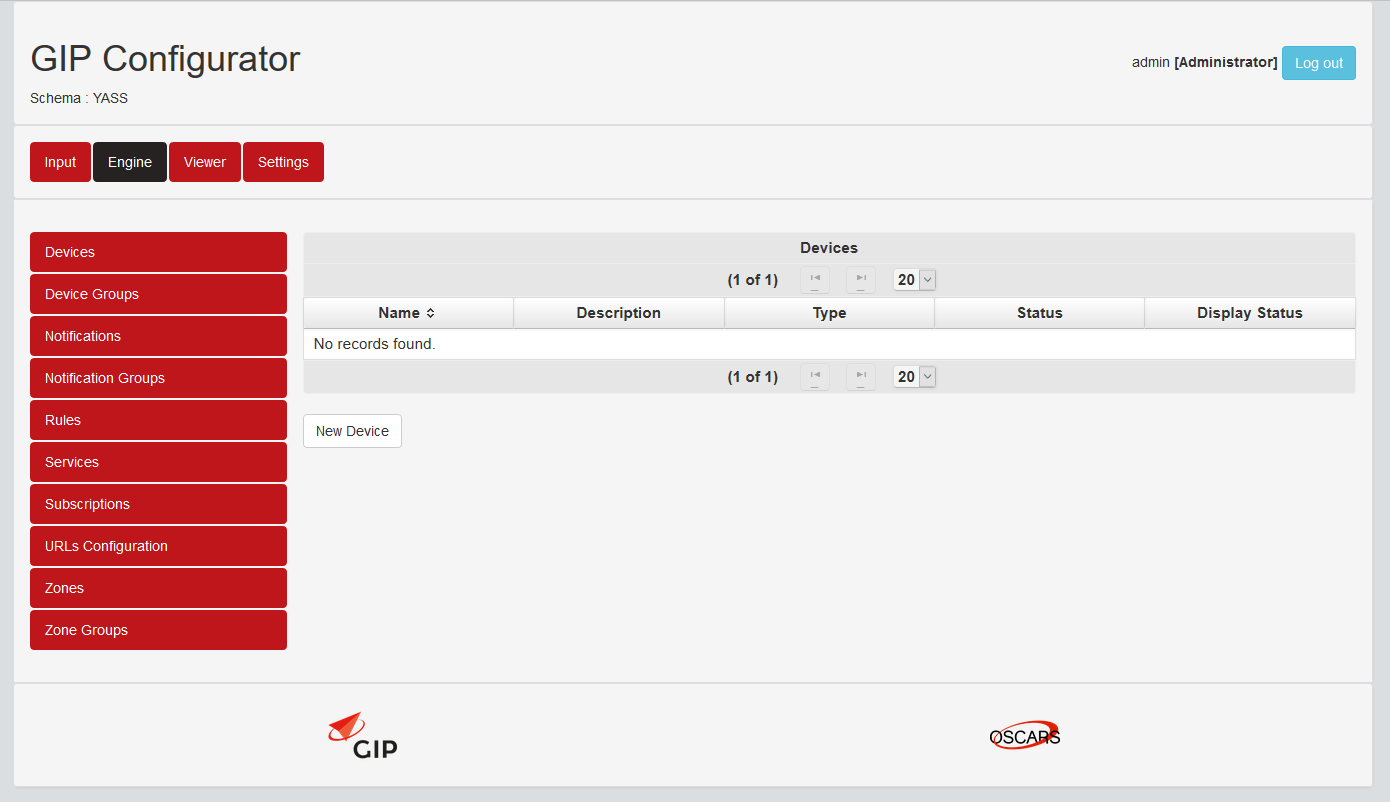 GIP Configurator
admin [Administrator] Log out
Schema : YASS
Input Engine Viewer Settings
Devices
Device Groups
Notifications
Notification Groups
Rules
Services
Subscriptions
URLs Configuration
Zones
Zone Groups
Devices
(1 of 1) 20
Name Description Type Status Display Status
No records found.
(1 of 1) 20
New Device
GIP
OSCARS